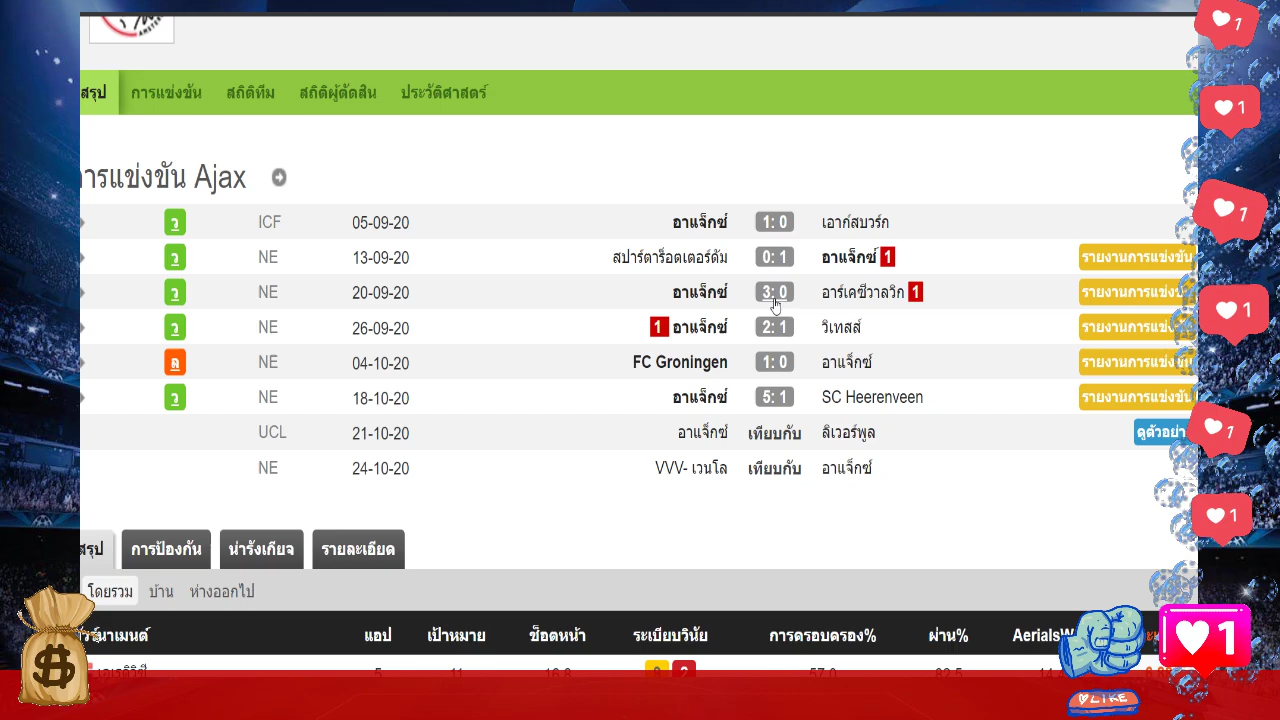 สรุป การแข่งขัน สถิติทีม สถิติผู้ตัดสิน ประวัติศาสตร์
การแข่งขัน Ajax
ว ICF 05-09-20 อาแจ็กซ์ 1: 0 เอาก์สบวร์ก
ว NE 13-09-20 สปาร์ตาร็อตเตอร์ดัม 0: 1 อาแจ็กซ์ 1 รายงานการแข่งขัน
ว NE 20-09-20 อาแจ็กซ์ 3: 0 อาร์เคซีวาลวิก 1 รายงานการแข่งขัน
ว NE 26-09-20 1 อาแจ็กซ์ 2: 1 วิเทสส์ รายงานการแข่งขัน
ล NE 04-10-20 FC Groningen 1: 0 อาแจ็กซ์ รายงานการแข่งขัน
ว NE 18-10-20 อาแจ็กซ์ 5: 1 SC Heerenveen รายงานการแข่งขัน
UCL 21-10-20 อาแจ็กซ์ เทียบกับ ลิเวอร์พูล ดูตัวอย่า
NE 24-10-20 VVV- เวนโล เทียบกับ อาแจ็กซ์
สรุป การป้องกัน น่ารังเกียจ รายละเอียด
โดยรวม บ้าน ห่างออกไป
ร์นาเมนต์ แอป เป้าหมาย ช็อตหน้า ระเบียบวินัย การครอบครอง% ผ่าน% AerialsW
1
1
1
1
1
1
1
LIKE